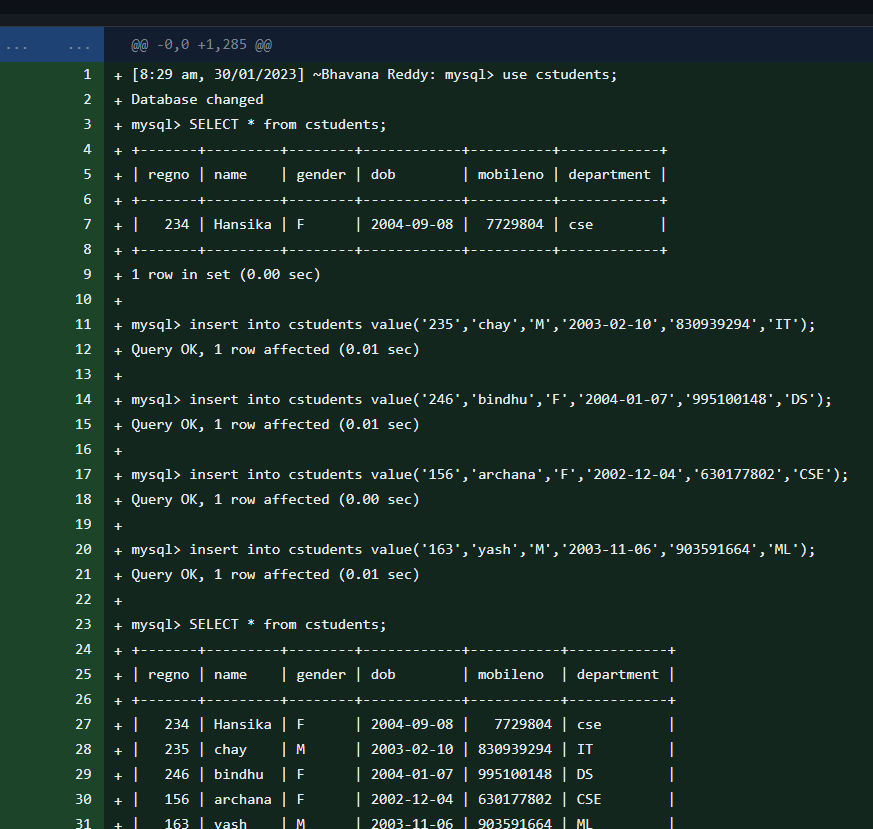 ... ... @@ -0,0 +1,285 @@
1 + [8:29 am, 30/01/2023] ~Bhavana Reddy: mysql> use cstudents;
2 + Database changed
3 + mysql> SELECT * from cstudents;
4 + +-------+---------+--------+------------+----------+------------+
5 + | regno | name    | gender | dob        | mobileno | department |
6 + +-------+---------+--------+------------+----------+------------+
7 + |   234 | Hansika | F      | 2004-09-08 |  7729804 | cse        |
8 + +-------+---------+--------+------------+----------+------------+
9 + 1 row in set (0.00 sec)
10 +
11 + mysql> insert into cstudents value('235','chay','M','2003-02-10','830939294','IT');
12 + Query OK, 1 row affected (0.01 sec)
13 +
14 + mysql> insert into cstudents value('246','bindhu','F','2004-01-07','995100148','DS');
15 + Query OK, 1 row affected (0.01 sec)
16 +
17 + mysql> insert into cstudents value('156','archana','F','2002-12-04','630177802','CSE');
18 + Query OK, 1 row affected (0.00 sec)
19 +
20 + mysql> insert into cstudents value('163','yash','M','2003-11-06','903591664','ML');
21 + Query OK, 1 row affected (0.01 sec)
22 +
23 + mysql> SELECT * from cstudents;
24 + +-------+---------+--------+------------+-----------+------------+
25 + | regno | name    | gender | dob        | mobileno  | department |
26 + +-------+---------+--------+------------+-----------+------------+
27 + |   234 | Hansika | F      | 2004-09-08 |   7729804 | cse        |
28 + |   235 | chay    | M      | 2003-02-10 | 830939294 | IT         |
29 + |   246 | bindhu  | F      | 2004-01-07 | 995100148 | DS         |
30 + |   156 | archana | F      | 2002-12-04 | 630177802 | CSE        |
31 + |   163 | yash    | M      | 2003-11-06 | 903591664 | ML         |